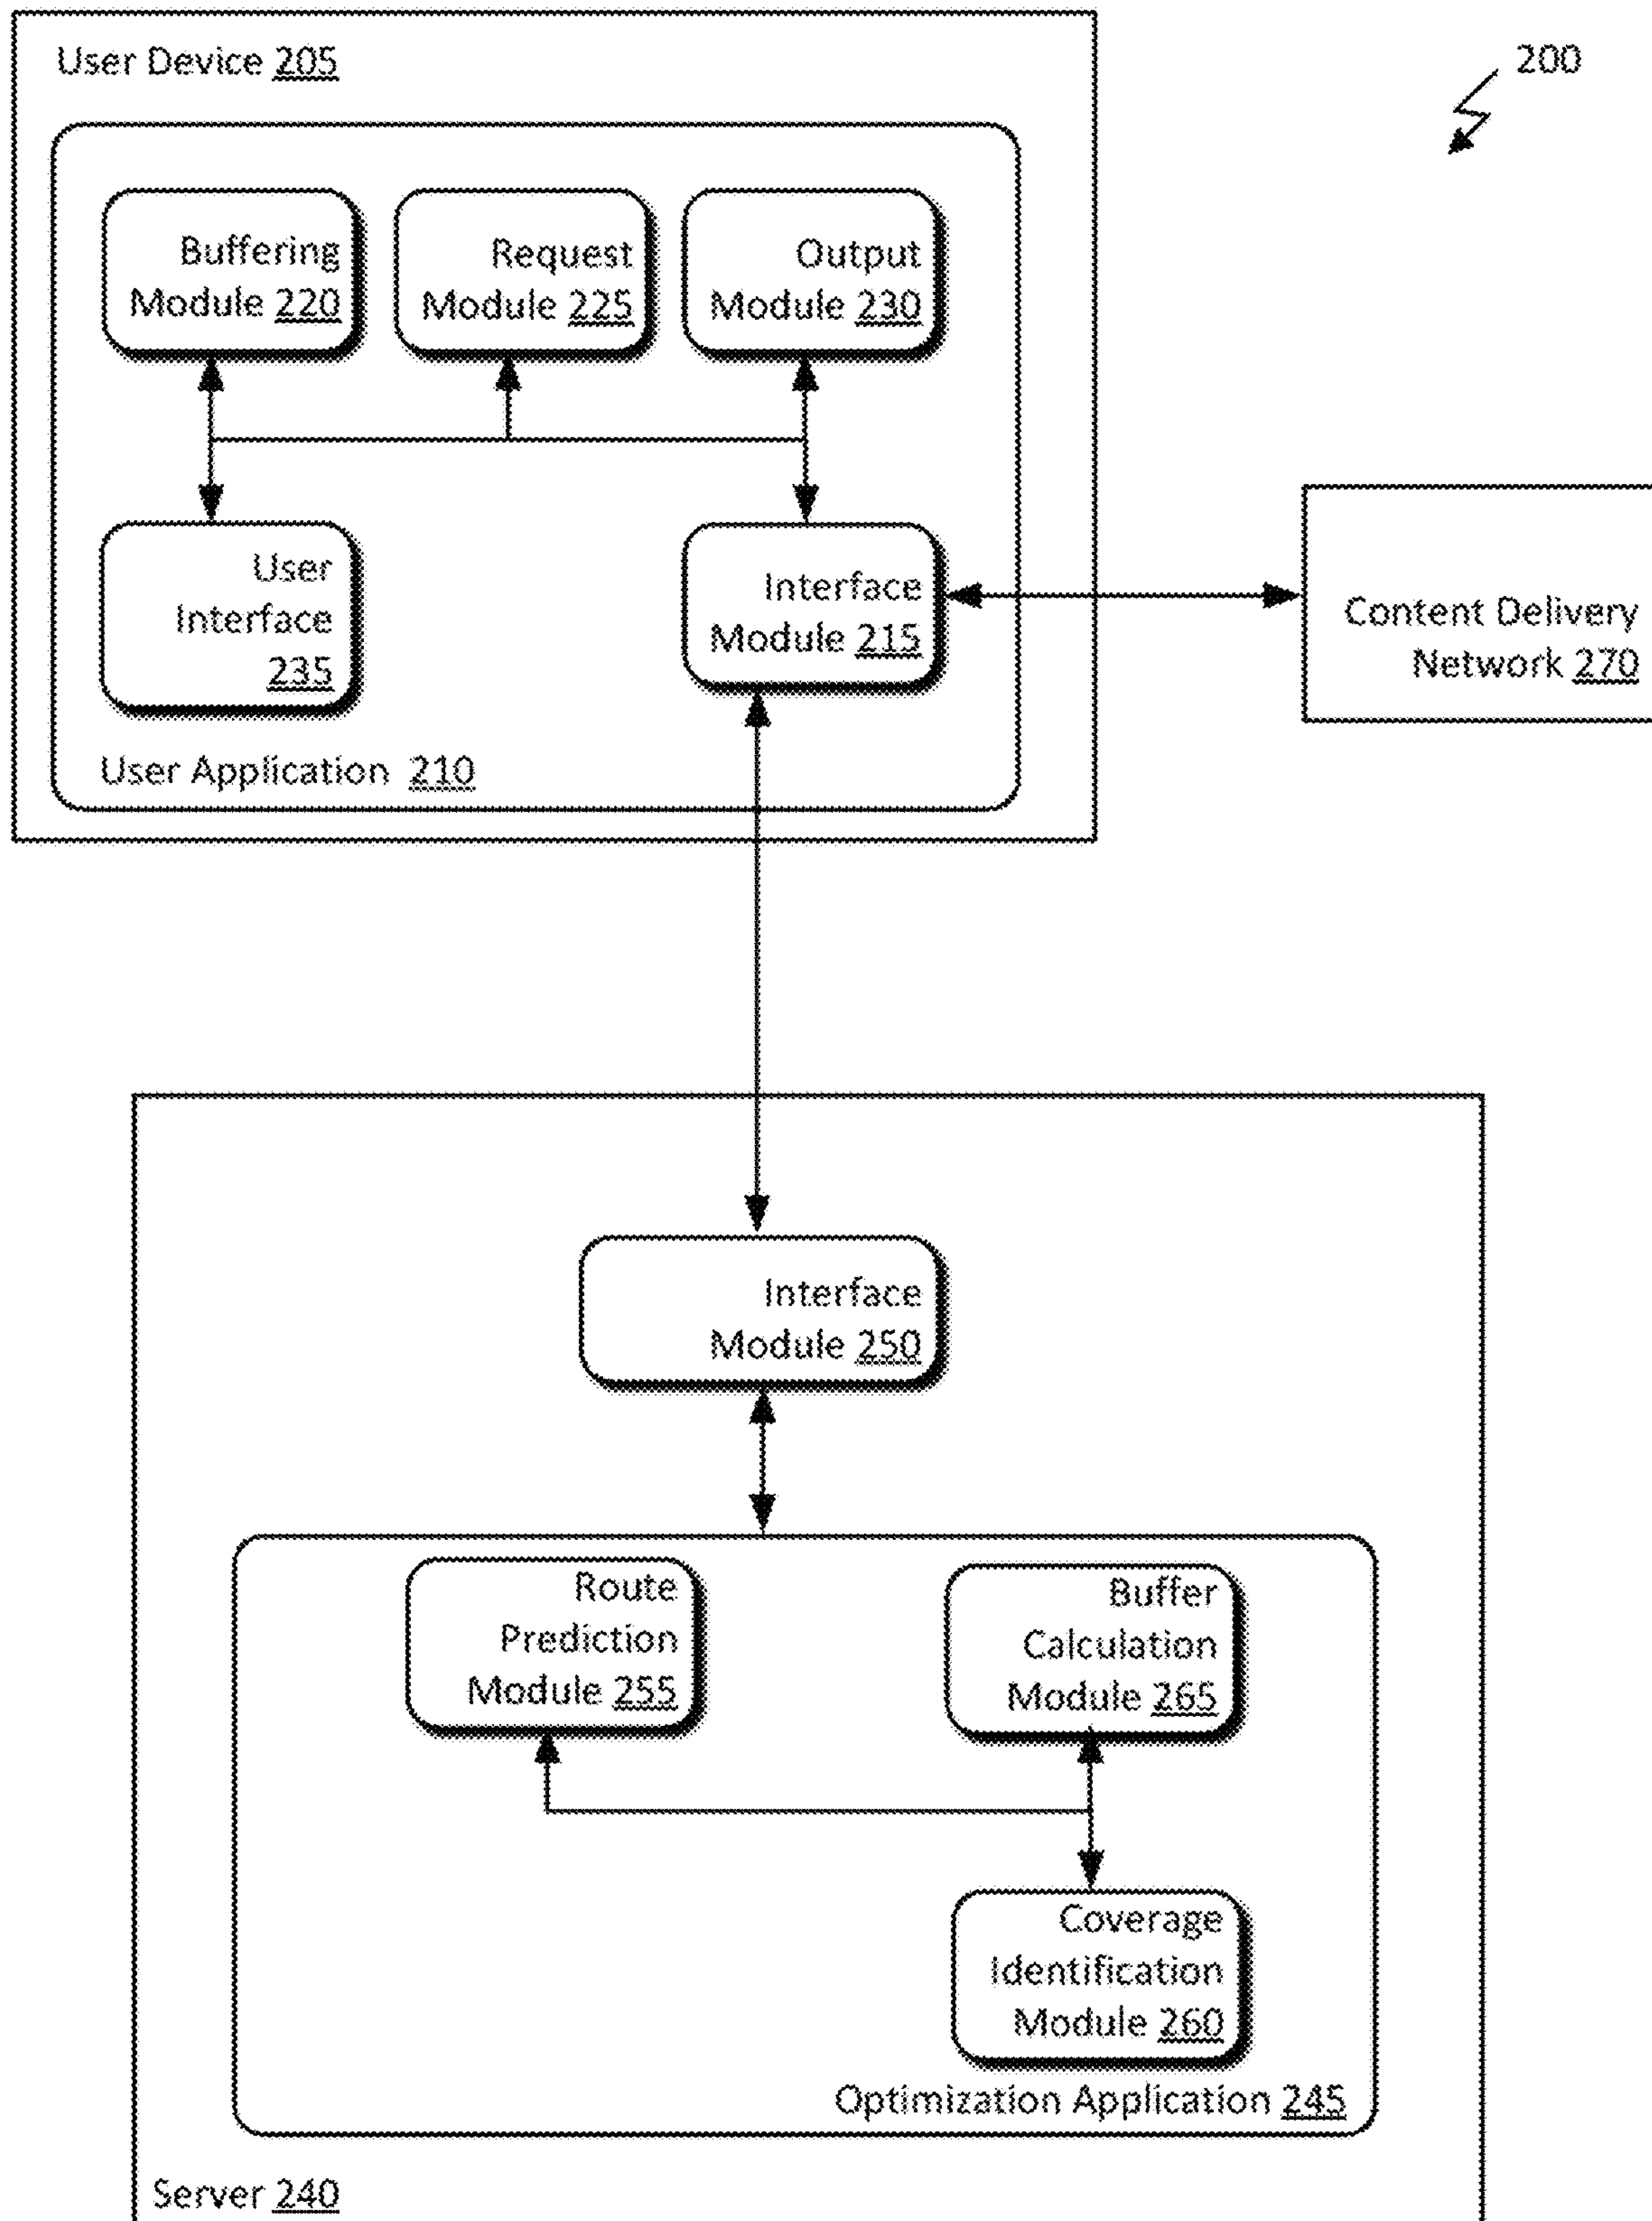 User Device 205
200
Buffering
Module 220
Request
Module 225
Output
Module 230
User
Interface
235
Interface
Module 215
Content Delivery
Network 270
User Application 210
Interface
Module 250
Route
Prediction
Module 255
Buffer
Calculation
Module 265
Coverage
Identification
Module 260
Optimization Application 245
Server 240